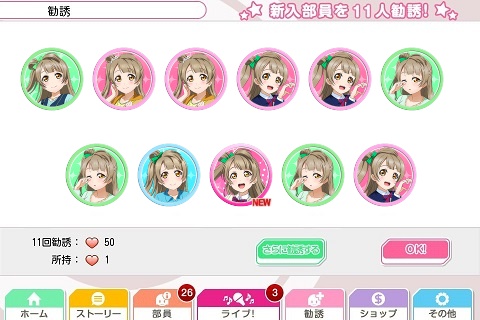 勧誘
新入部員を11人勧誘!
NEW
11回勧誘： 50
所持： 1
さらに勧誘する
OK!
26
3
ホーム
ストーリー
部員
ライブ!
勧誘
ショップ
その他